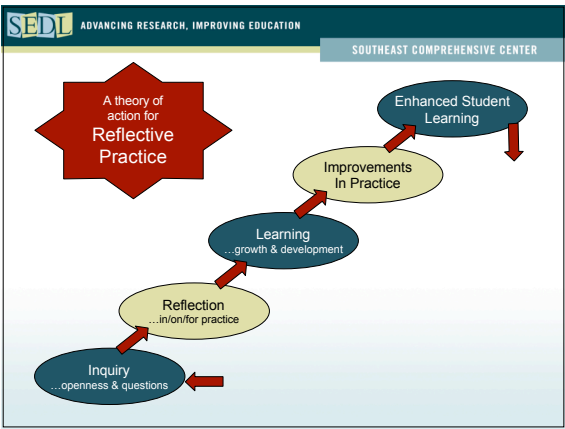 SEDL ADVANCING RESEARCH, IMPROVING EDUCATION
SOUTHEAST COMPREHENSIVE CENTER
A theory of
action for
Reflective
Practice
Enhanced Student
Learning
Improvements
In Practice
Learning
...growth & development
Reflection
...in/on/for practice
Inquiry
...openness & questions